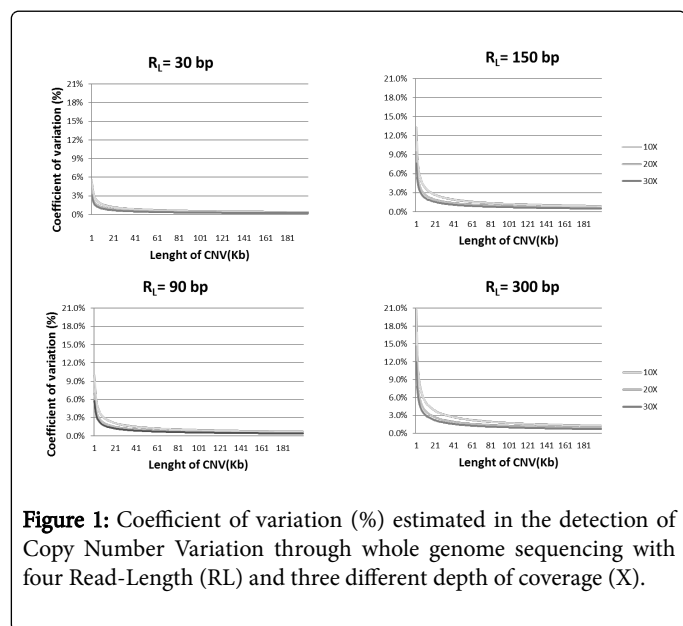 R_L= 30 bp
Coefficient of variation (%)
21%
18%
15%
12%
9%
6%
3%
0%
1 21 41 61 81 101 121 141 161 181
Lenght of CNV(Kb)
R_L= 150 bp
21.0%
18.0%
15.0%
12.0%
9.0%
6.0%
3.0%
0.0%
1 21 41 61 81 101 121 141 161 181
Lenght of CNV(Kb)
10X
20X
30X
R_L= 90 bp
Coefficient of variation (%)
21.0%
18.0%
15.0%
12.0%
9.0%
6.0%
3.0%
0.0%
1 21 41 61 81 101 121 141 161 181
Lenght of CNV(Kb)
R_L= 300 bp
21.0%
18.0%
15.0%
12.0%
9.0%
6.0%
3.0%
0.0%
1 21 41 61 81 101 121 141 161 181
Lenght of CNV(Kb)
10X
20X
30X
Figure 1: Coefficient of variation (%) estimated in the detection of
Copy Number Variation through whole genome sequencing with
four Read-Length (RL) and three different depth of coverage (X).